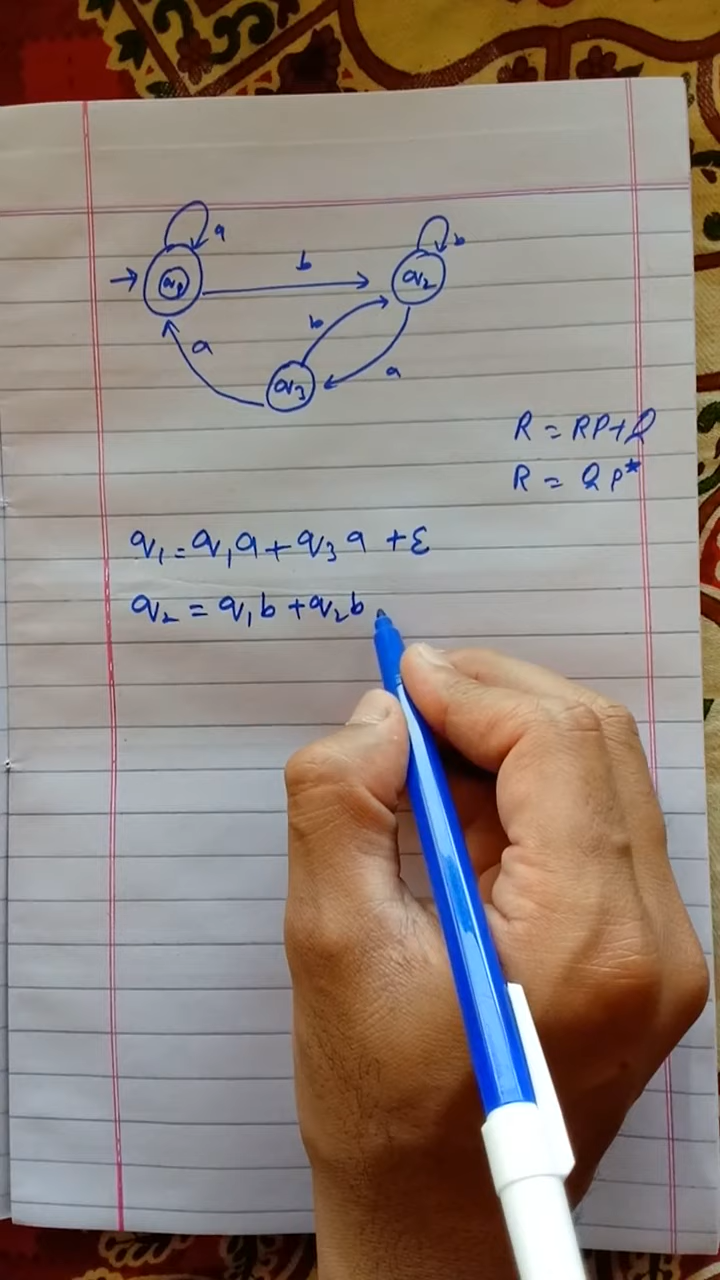 a
b
b
→ q₁
q₂
b
a
a
q₃
R = RP+Q
R = QP*
q₁ = q₁a + q₃a + ε
q₂ = q₁b + q₂b